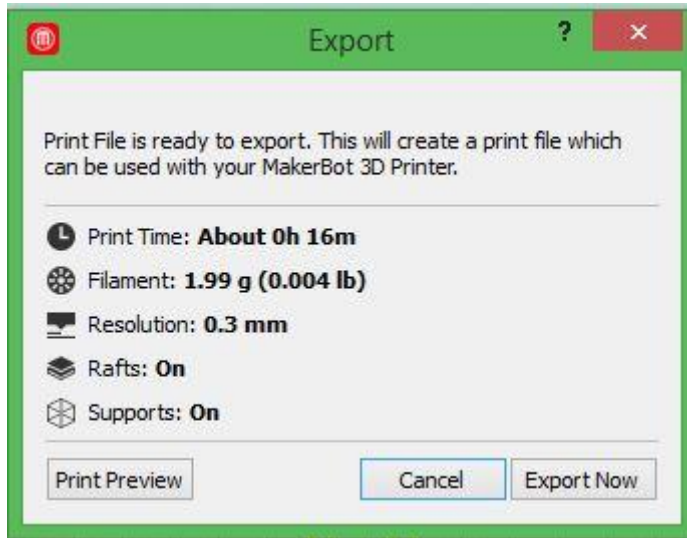 Export
?
Print File is ready to export. This will create a print file which
can be used with your MakerBot 3D Printer.
Print Time: About 0h 16m
Filament: 1.99 g (0.004 lb)
Resolution: 0.3 mm
Rafts: On
Supports: On
Print Preview Cancel Export Now